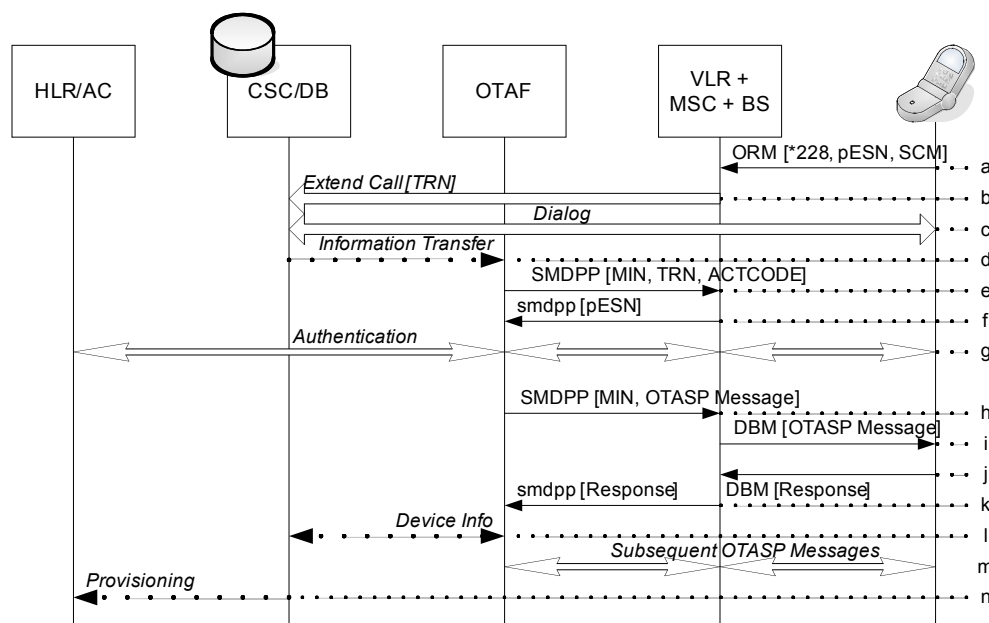 HLR/AC
CSC/DB
OTAF
VLR +
MSC + BS
ORM [*228, pESN, SCM]
a
Extend Call [TRN]
b
Dialog
c
Information Transfer
d
SMDPP [MIN, TRN, ACTCODE]
e
smdpp [pESN]
f
Authentication
g
SMDPP [MIN, OTASP Message]
h
DBM [OTASP Message]
i
j
smdpp [Response]
DBM [Response]
k
Device Info
l
Subsequent OTASP Messages
m
Provisioning
n